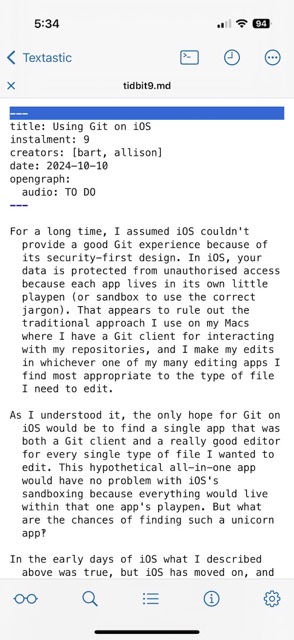 5:34
94
Textastic
tidbit9.md
---
title: Using Git on iOS
instalment: 9
creators: [bart, allison]
date: 2024-10-10
opengraph:
audio: TO DO
---
For a long time, I assumed iOS couldn't
provide a good Git experience because of
its security-first design. In iOS, your
data is protected from unauthorised access
because each app lives in its own little
playpen (or sandbox to use the correct
jargon). That appears to rule out the
traditional approach I use on my Macs
where I have a Git client for interacting
with my repositories, and I make my edits
in whichever one of my many editing apps I
find most appropriate to the type of file
I need to edit.
As I understood it, the only hope for Git on
iOS would be to find a single app that was
both a Git client and a really good editor
for every single type of file I wanted to
edit. This hypothetical all-in-one app
would have no problem with iOS's
sandboxing because everything would live
within that one app's playpen. But what
are the chances of finding such a unicorn
app‽
In the early days of iOS what I described
above was true, but iOS has moved on, and